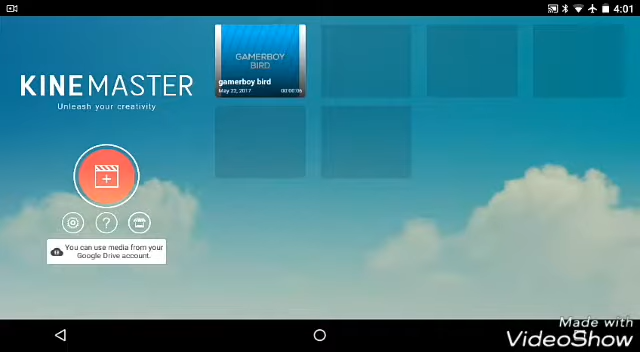 4:01
KINEMASTER
Unleash your creativity
GAMERBOY
BIRD
gamerboy bird
May 22, 2017 00:00:06
?
You can use media from your
Google Drive account.
Made with
VideoShow